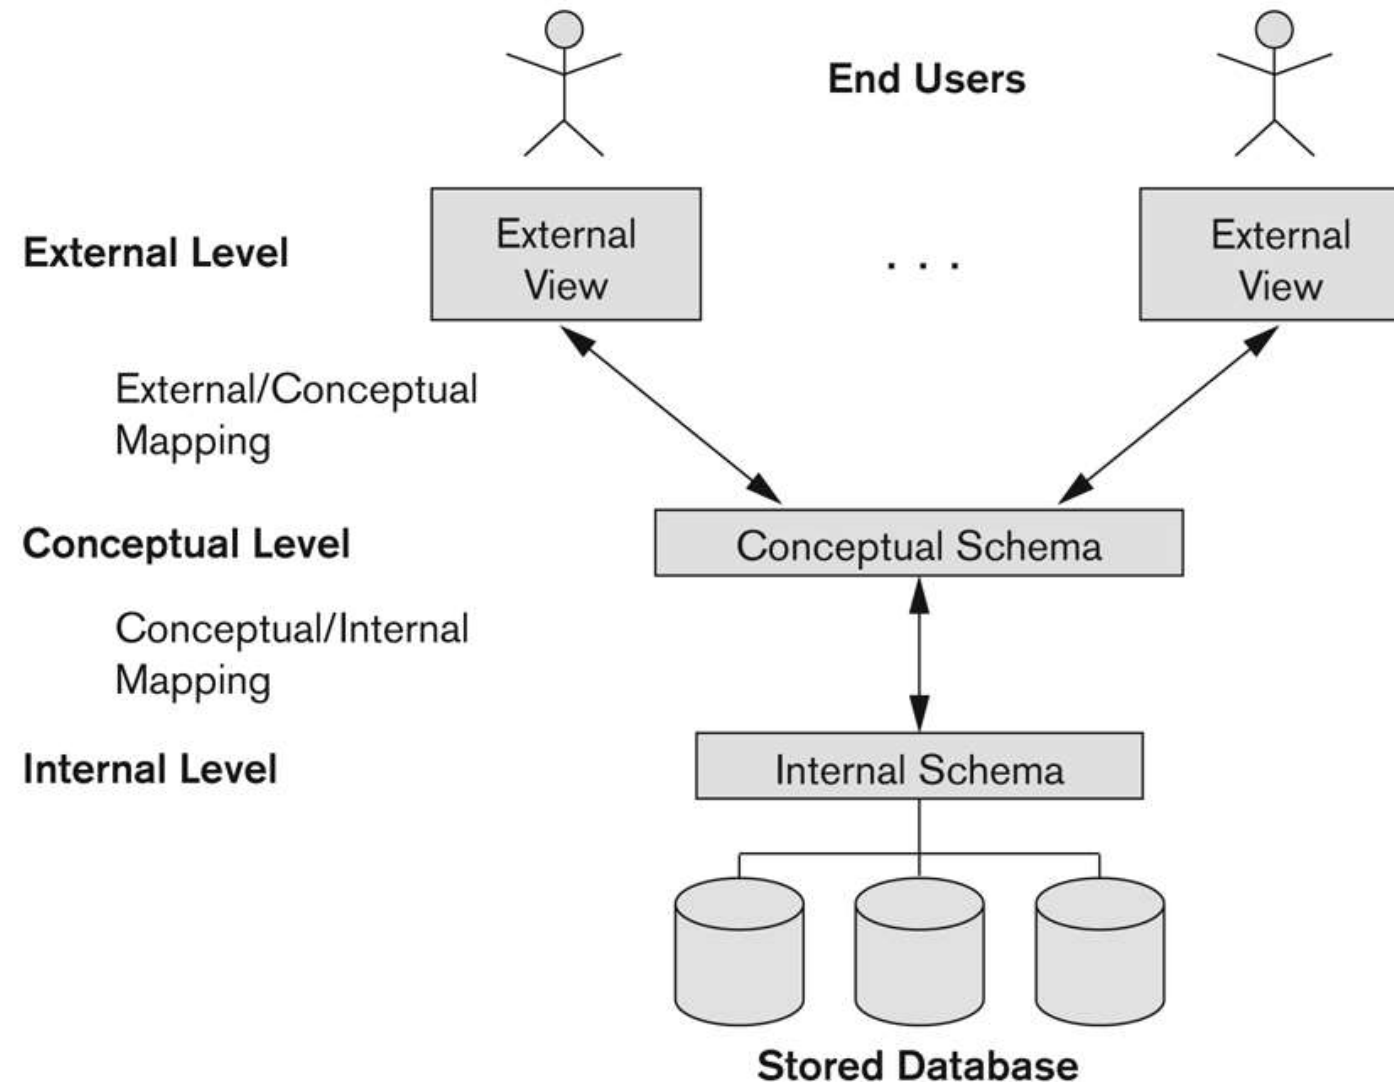 End Users
External Level
External
View
. . .
External
View
External/Conceptual
Mapping
Conceptual Level
Conceptual Schema
Conceptual/Internal
Mapping
Internal Level
Internal Schema
Stored Database